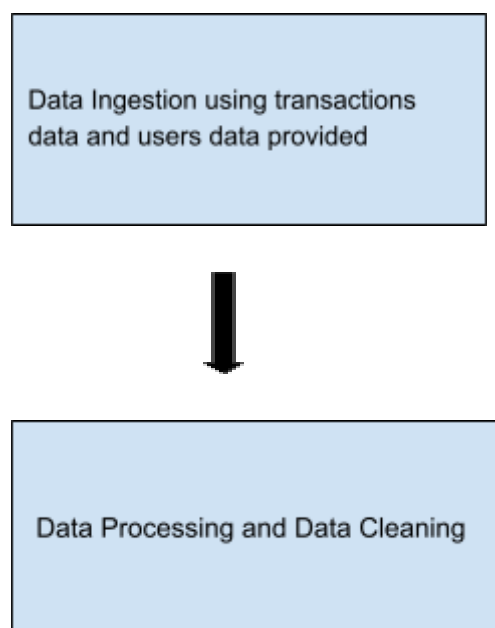 Data Ingestion using transactions
data and users data provided
Data Processing and Data Cleaning